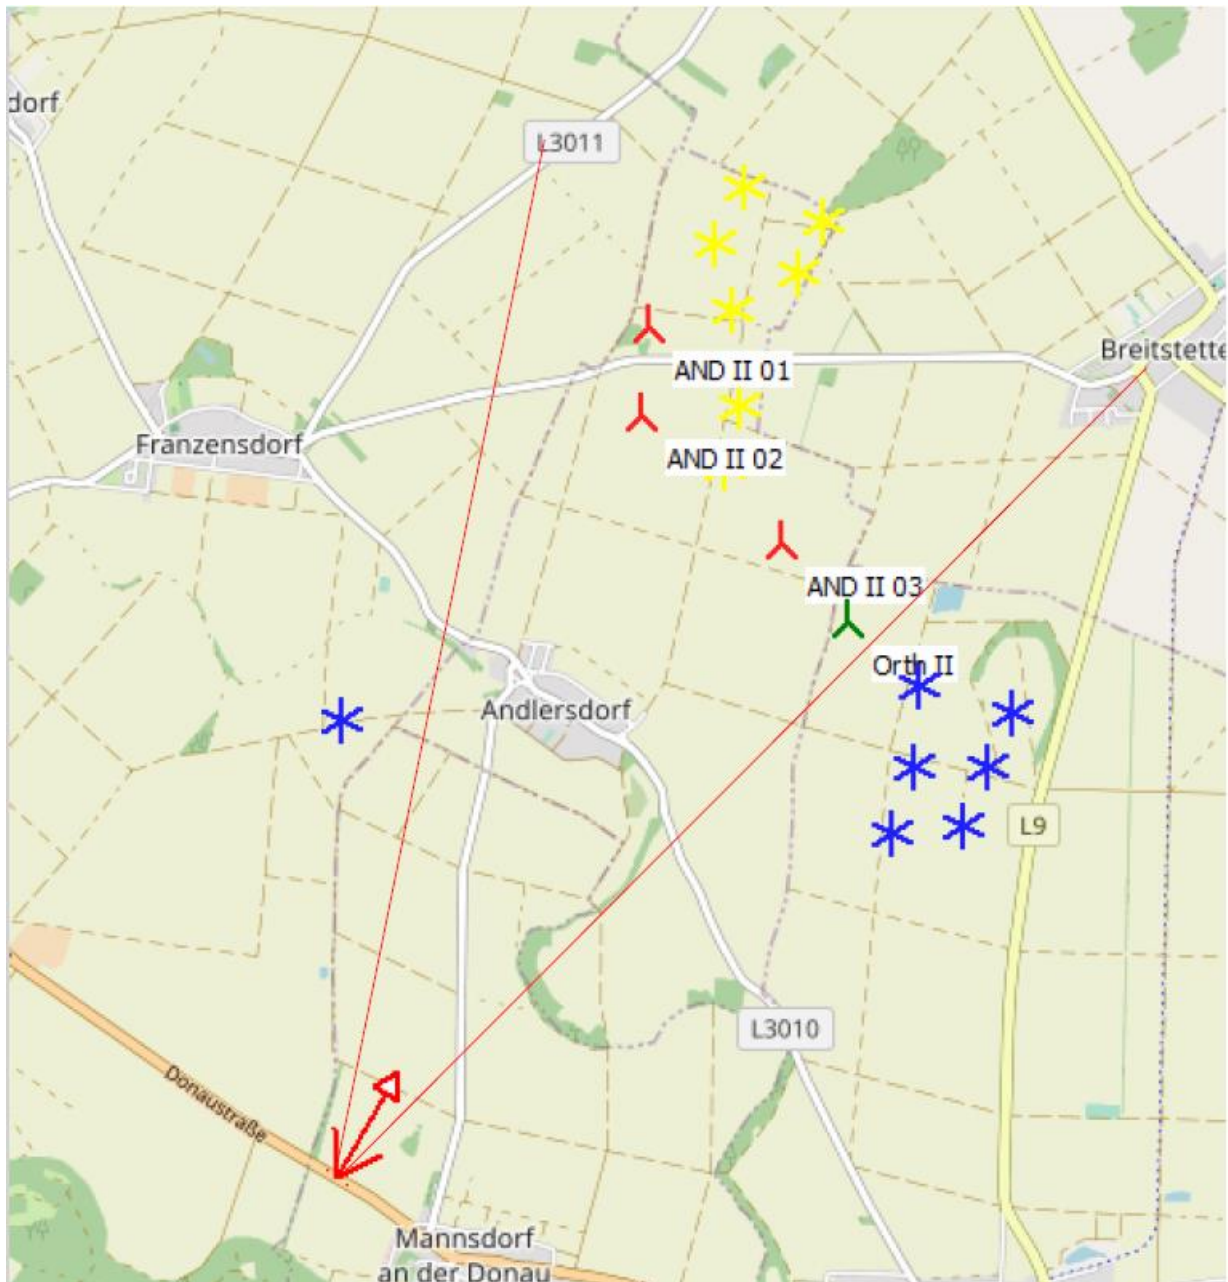 dorf
L3011
Breitstette
AND II 01
Franzensdorf
AND II 02
AND II 03
Orth II
Andlersdorf
L9
L3010
Donaustraße
Mannsdorf
an der Donau